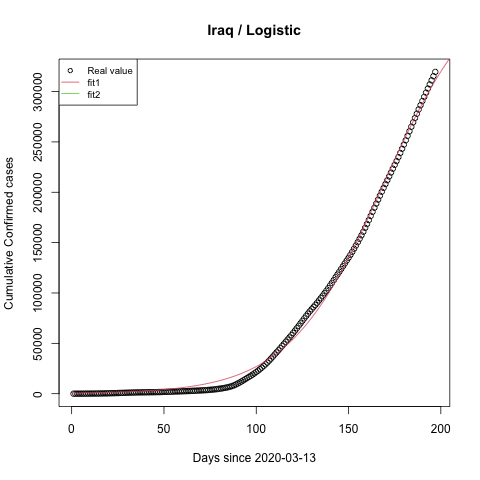 Iraq / Logistic
Real value
fit1
fit2
Cumulative Confirmed cases
300000
250000
200000
150000
100000
50000
0
0 50 100 150 200
Days since 2020-03-13